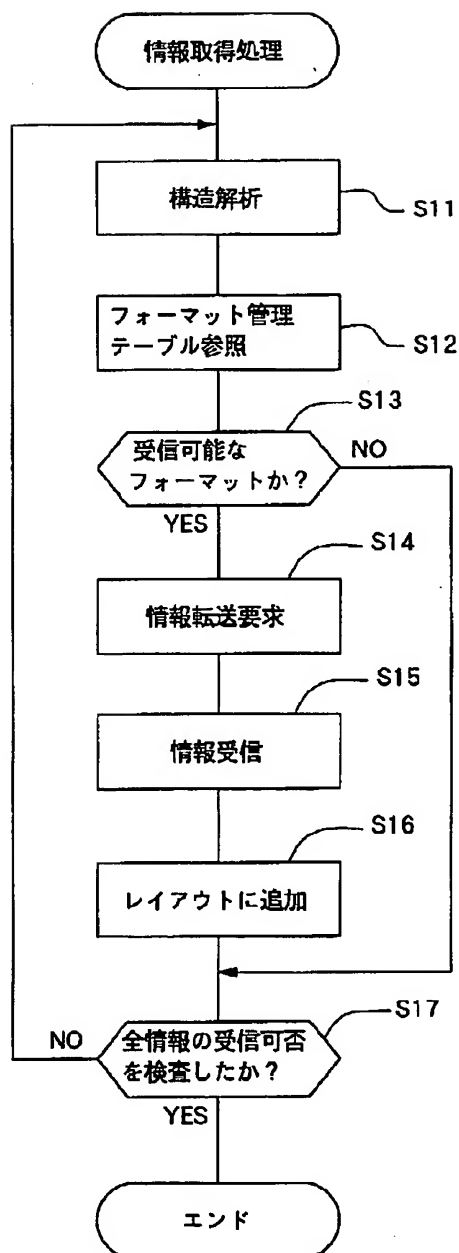 情報取得処理
構造解析
S11
フォーマット管理
テーブル参照
S12
S13
受信可能な
フォーマットか?
NO
YES
S14
情報転送要求
S15
情報受信
S16
レイアウトに追加
S17
NO
全情報の受信可否
を検査したか?
YES
エンド